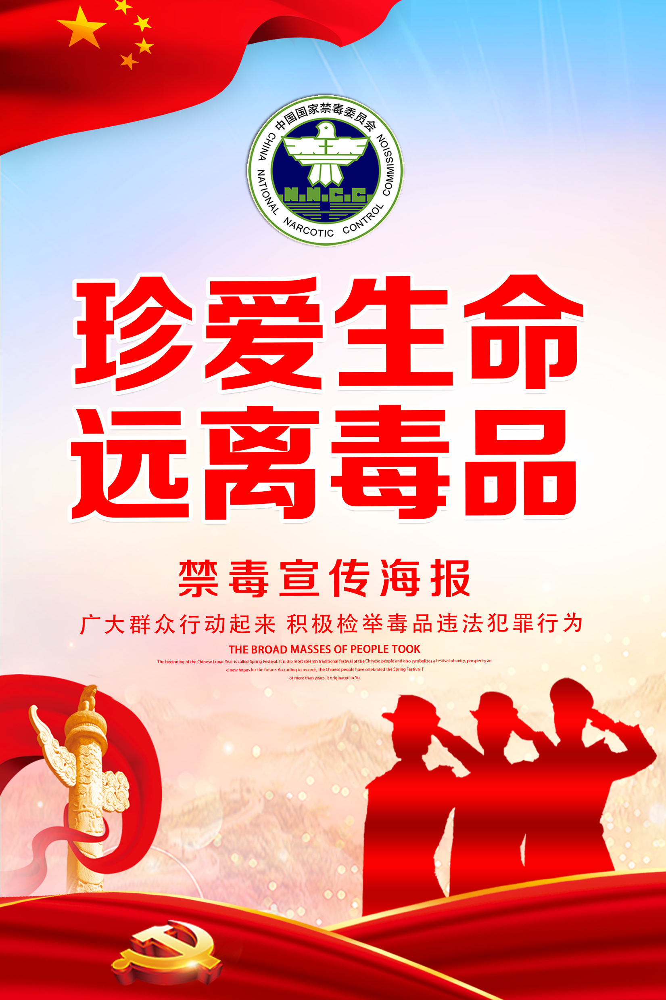 中国国家禁毒委员会
CHINA NATIONAL NARCOTIC CONTROL COMMISSION
N.N.C.C.
珍爱生命
远离毒品
禁毒宣传海报
广大群众行动起来 积极检举毒品违法犯罪行为
THE BROAD MASSES OF PEOPLE TOOK
The beginning of the Chinese Lunar Year is called Spring Festival. It is the most solemn traditional festival of the Chinese people and also symbolizes a festival of unity, prosperity an
d new hopes for the future. According to records, the Chinese people have celebrated the Spring Festival f
or more than years. It originated in Yu